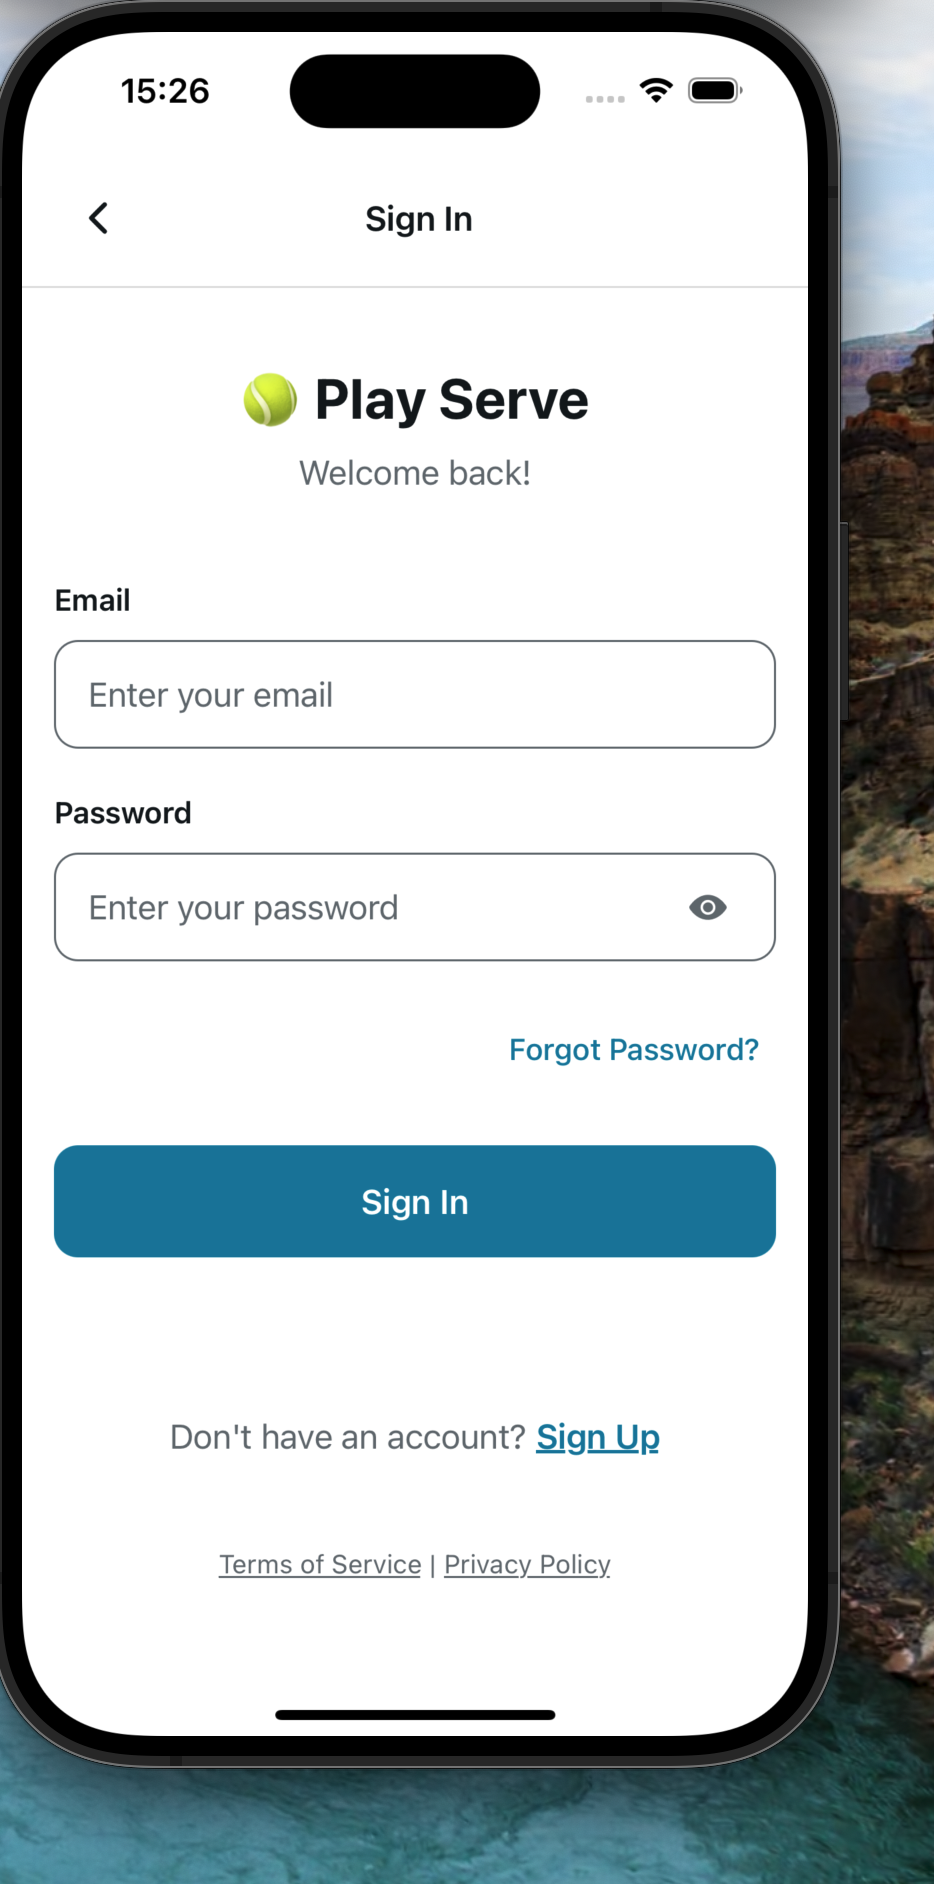 15:26
Sign In
Play Serve
Welcome back!
Email
Enter your email
Password
Enter your password
Forgot Password?
Sign In
Don't have an account? Sign Up
Terms of Service | Privacy Policy